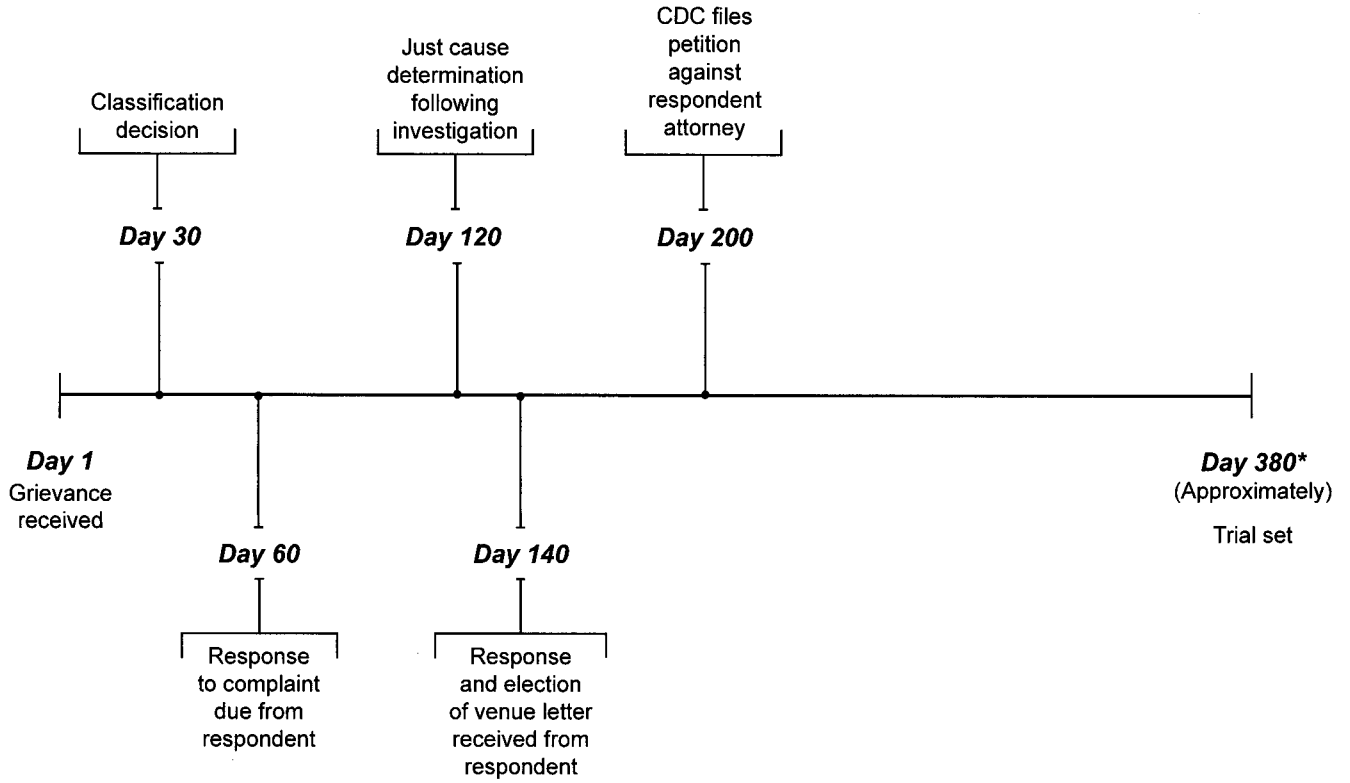 Classification
decision
Day 30
Just cause
determination
following
investigation
Day 120
CDC files
petition
against
respondent
attorney
Day 200
Day 1
Grievance
received
Day 60
Response
to complaint
due from
respondent
Day 140
Response
and election
of venue letter
received from
respondent
Day 380*
(Approximately)
Trial set